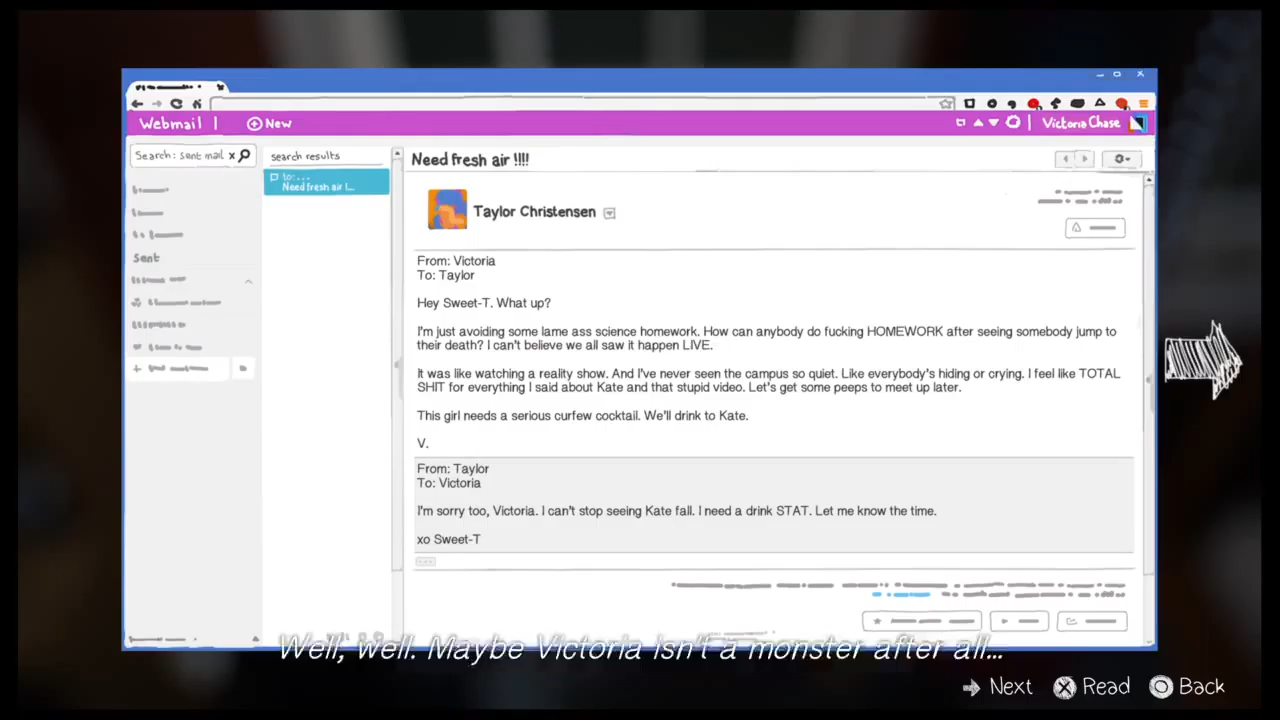 Webmail |
New
Victoria Chase
Search: sent mail x
search results
Need fresh air !!!!
to:...
Need fresh air !...
Taylor Christensen
Sent
From: Victoria
To: Taylor
Hey Sweet-T. What up?
I'm just avoiding some lame ass science homework. How can anybody do fucking HOMEWORK after seeing somebody jump to
their death? I can't believe we all saw it happen LIVE.
It was like watching a reality show. And I've never seen the campus so quiet. Like everybody's hiding or crying. I feel like TOTAL
SHIT for everything I said about Kate and that stupid video. Let's get some peeps to meet up later.
This girl needs a serious curfew cocktail. We'll drink to Kate.
V.
From: Taylor
To: Victoria
I'm sorry too, Victoria. I can't stop seeing Kate fall. I need a drink STAT. Let me know the time.
xo Sweet-T
Well, well. Maybe Victoria isn't a monster after all...
Next
Read
Back